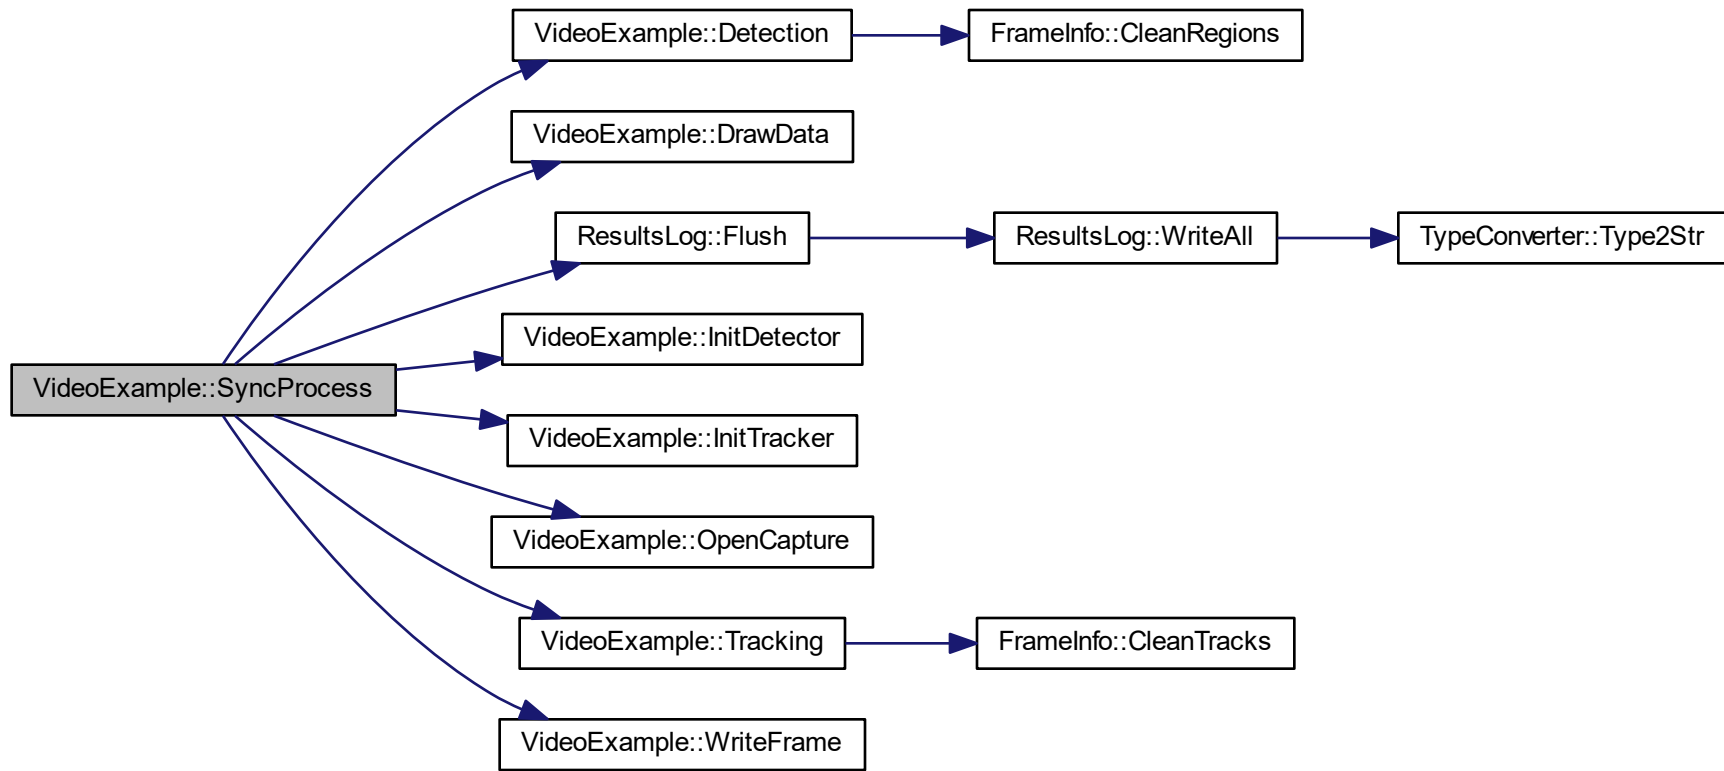 VideoExample::Detection
FrameInfo::CleanRegions
VideoExample::DrawData
ResultsLog::Flush
ResultsLog::WriteAll
TypeConverter::Type2Str
VideoExample::InitDetector
VideoExample::SyncProcess
VideoExample::InitTracker
VideoExample::OpenCapture
VideoExample::Tracking
FrameInfo::CleanTracks
VideoExample::WriteFrame